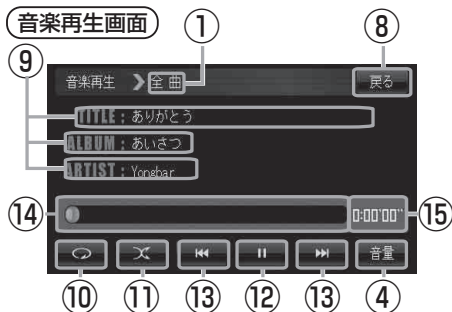 音楽再生画面
① ⑧
⑨
音楽再生 全曲 戻る
TITLE : ありがとう
ALBUM : あいさつ
ARTIST : Yongbar
⑭ 0:00'00" ⑮
音量
⑩ ⑪ ⑬ ⑫ ⑬ ④